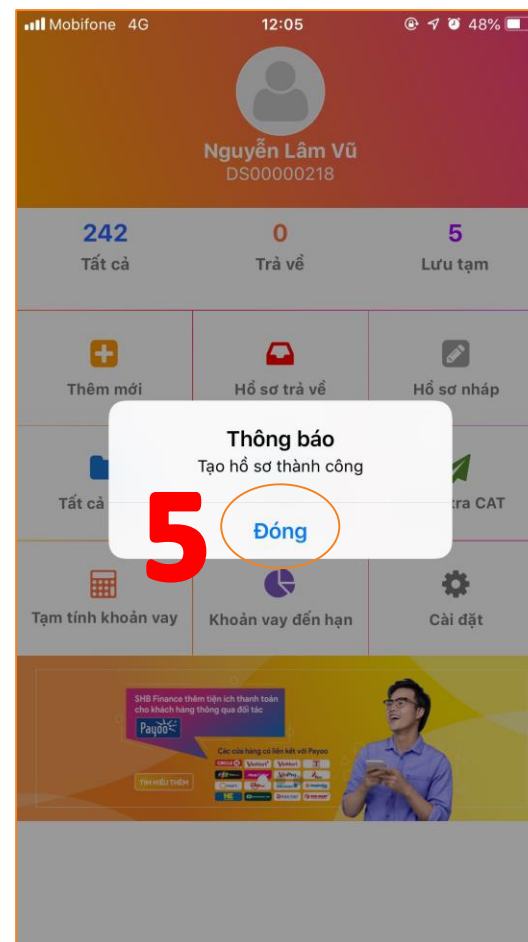 Mobifone 4G 12:05 48%
Nguyễn Lâm Vũ
DS00000218
242 0 5
Tất cả Trả về Lưu tạm
Thêm mới Hồ sơ trả về Hồ sơ nháp
Thông báo
Tạo hồ sơ thành công
Tất cả tra CAT
5 Đóng
Tạm tính khoản vay Khoản vay đến hạn Cài đặt
SHB Finance thêm tiện ích thanh toán
cho khách hàng thông qua đối tác
Payoo
Các cửa hàng có liên kết với Payoo
TÌM HIỂU THÊM